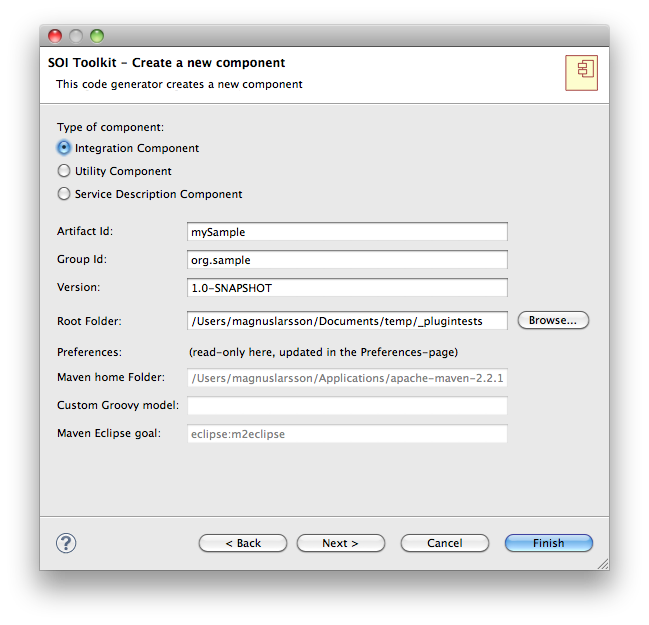 SOI Toolkit – Create a new component
This code generator creates a new component
Type of component:
Integration Component
Utility Component
Service Description Component
Artifact Id: mySample
Group Id: org.sample
Version: 1.0-SNAPSHOT
Root Folder: /Users/magnuslarsson/Documents/temp/_plugintests Browse...
Preferences: (read-only here, updated in the Preferences-page)
Maven home Folder: /Users/magnuslarsson/Applications/apache-maven-2.2.1
Custom Groovy model:
Maven Eclipse goal: eclipse:m2eclipse
? < Back Next > Cancel Finish